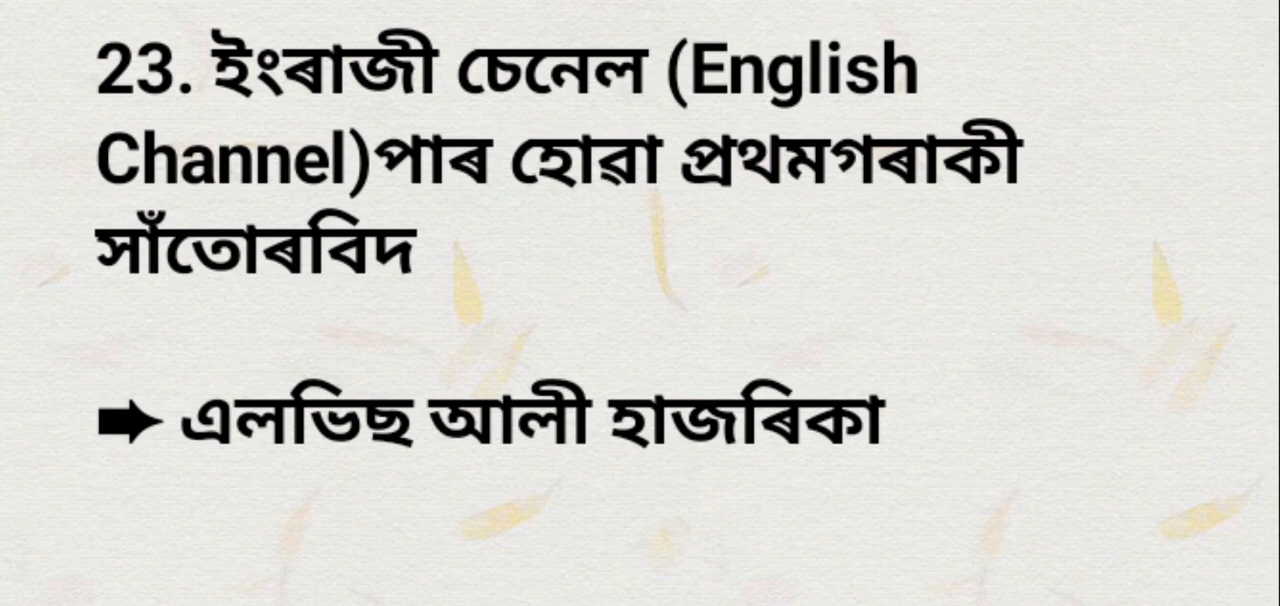 23. ইংৰাজী চেনেল (English
Channel)পাৰ হোৱা প্ৰথমগৰাকী
সাঁতোৰবিদ
➨ এলভিছ আলী হাজৰিকা